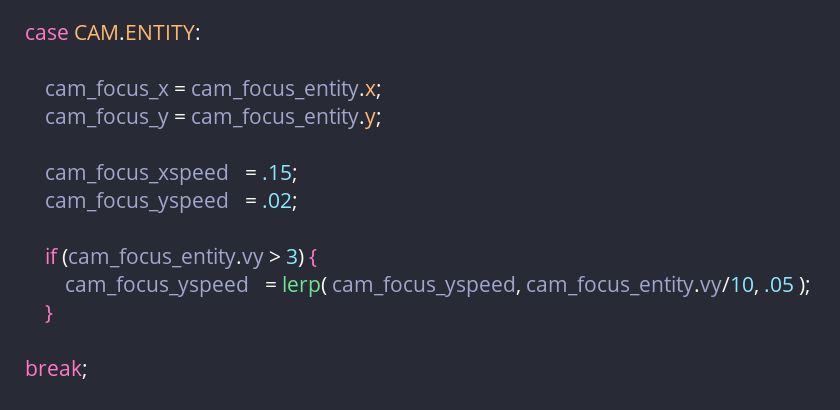 case CAM.ENTITY:
cam_focus_x = cam_focus_entity.x;
cam_focus_y = cam_focus_entity.y;
cam_focus_xspeed = .15;
cam_focus_yspeed = .02;
if (cam_focus_entity.vy > 3) {
cam_focus_yspeed = lerp( cam_focus_yspeed, cam_focus_entity.vy/10, .05 );
}
break;